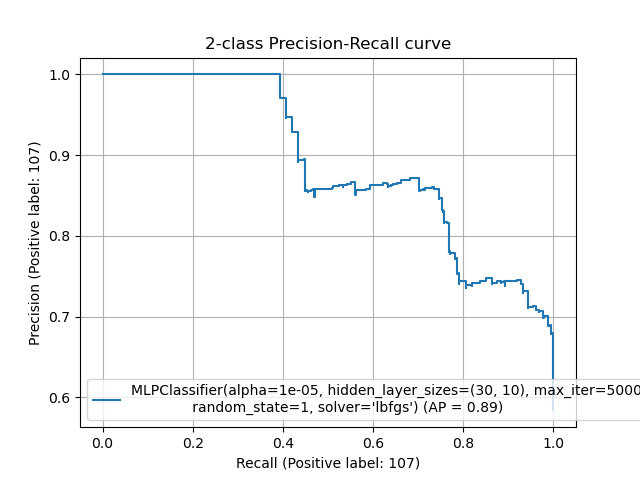 2-class Precision-Recall curve
1.0
0.9
0.8
0.7
0.6
Precision (Positive label: 107)
MLPClassifier(alpha=1e-05, hidden_layer_sizes=(30, 10), max_iter=5000
random_state=1, solver='lbfgs') (AP = 0.89)
0.0 0.2 0.4 0.6 0.8 1.0
Recall (Positive label: 107)